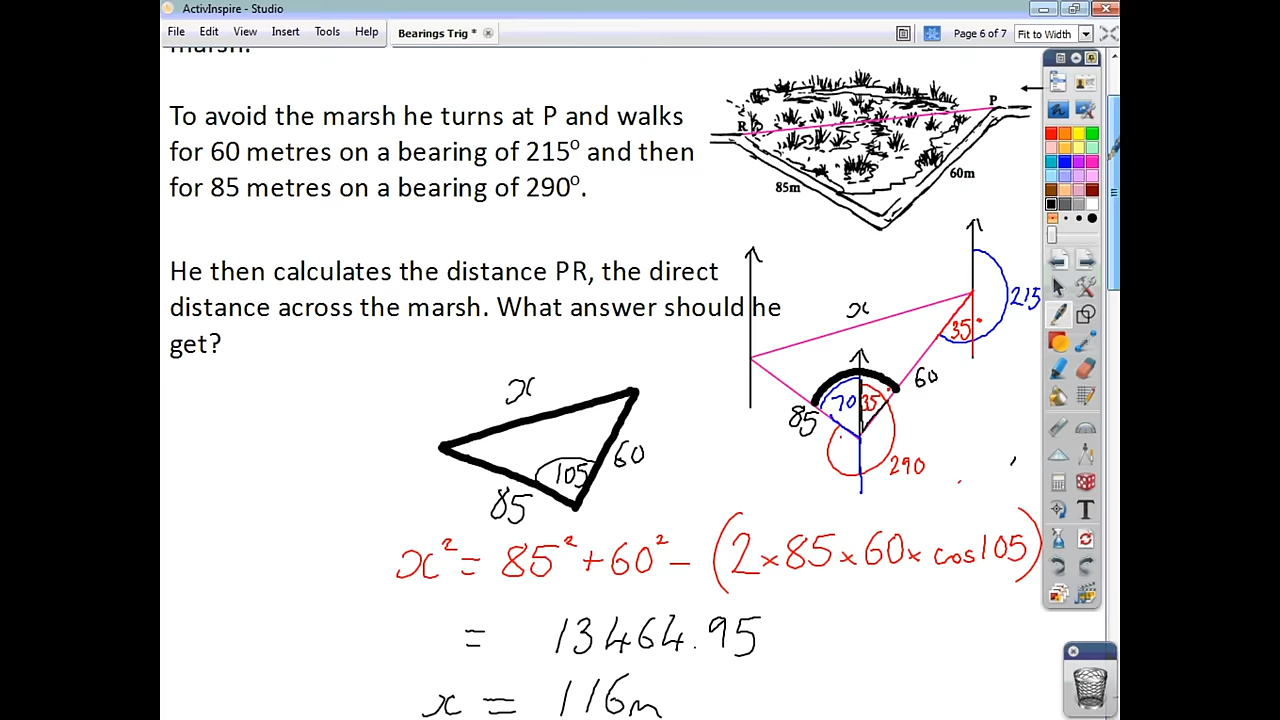 ActivInspire - Studio
File Edit View Insert Tools Help Bearings Trig * Page 6 of 7 Fit to Width
marsh.
To avoid the marsh he turns at P and walks
for 60 metres on a bearing of 215º and then
for 85 metres on a bearing of 290º.
He then calculates the distance PR, the direct
distance across the marsh. What answer should he
get?
R
P
85m
60m
x
215
35
60
85
70
35
290
x
60
105
85
x² = 85² + 60² - (2×85×60×cos105)
= 13464.95
x = 116m